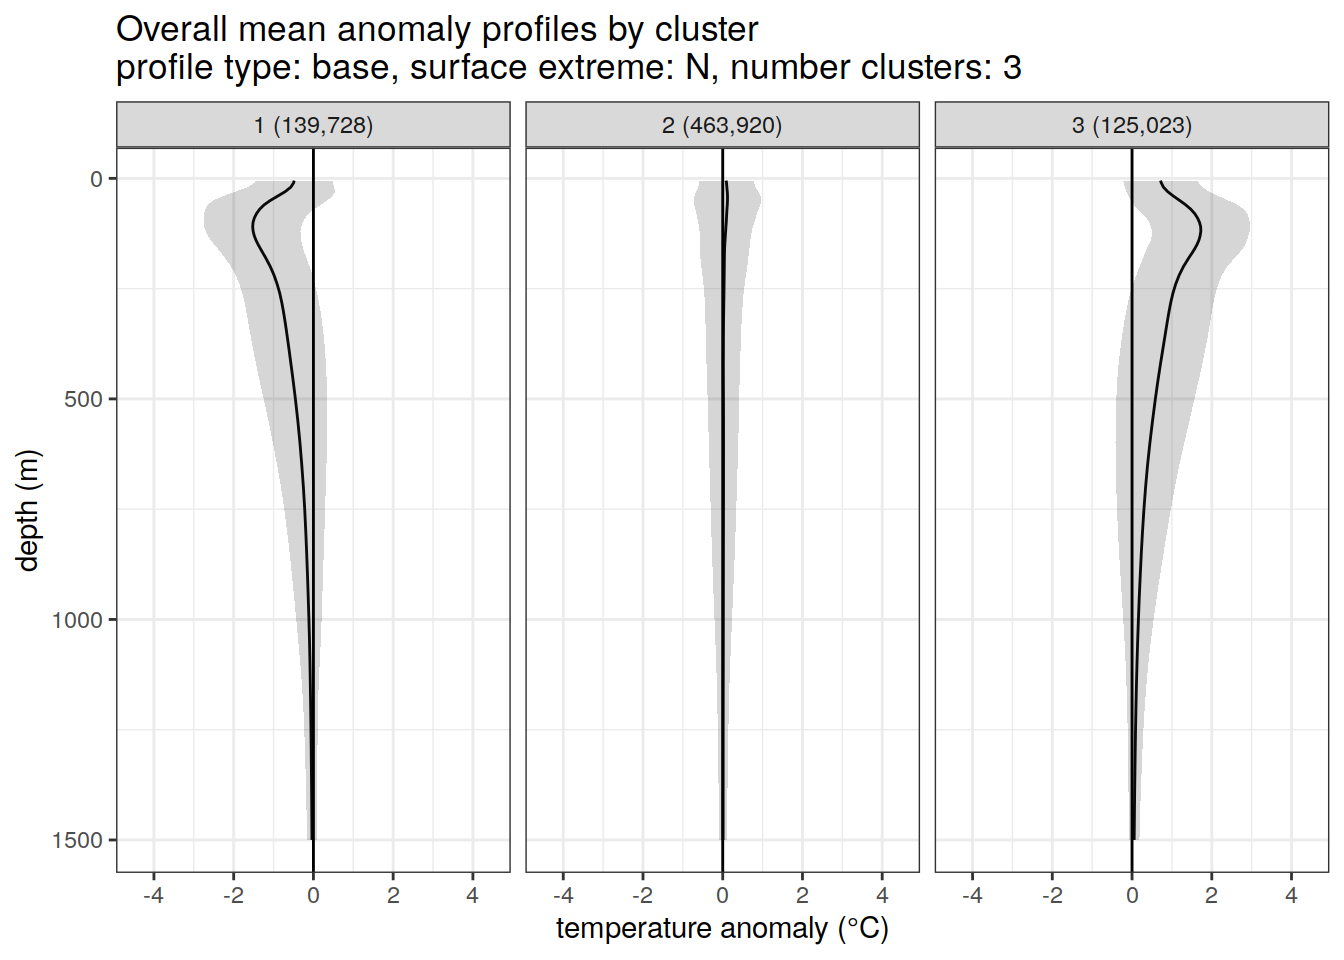 Overall mean anomaly profiles by cluster
profile type: base, surface extreme: N, number clusters: 3
1 (139,728) 2 (463,920) 3 (125,023)
0
500
1000
1500
depth (m)
-4 -2 0 2 4 -4 -2 0 2 4 -4 -2 0 2 4
temperature anomaly (°C)